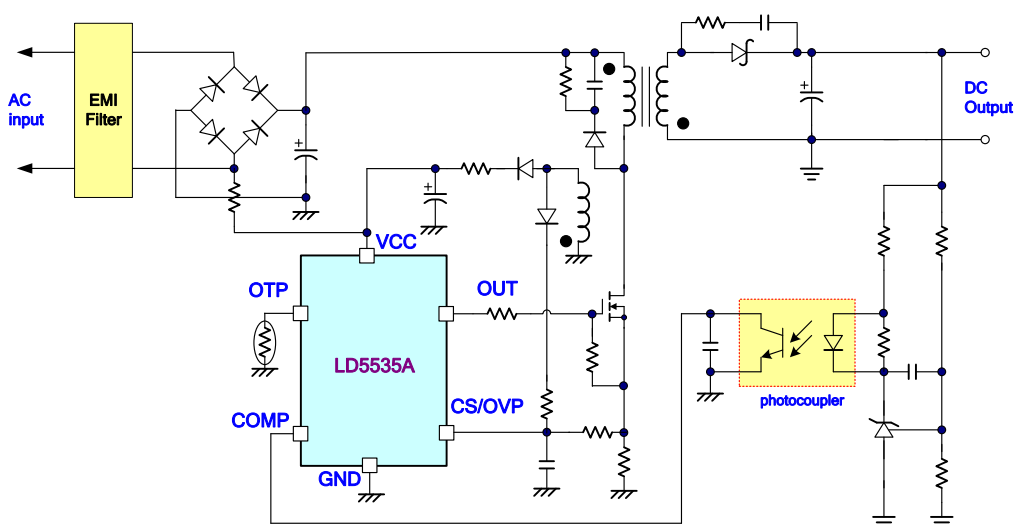 AC
input
EMI
Filter
+
+
+
DC
Output
VCC
OTP
OUT
LD5535A
COMP
CS/OVP
GND
photocoupler